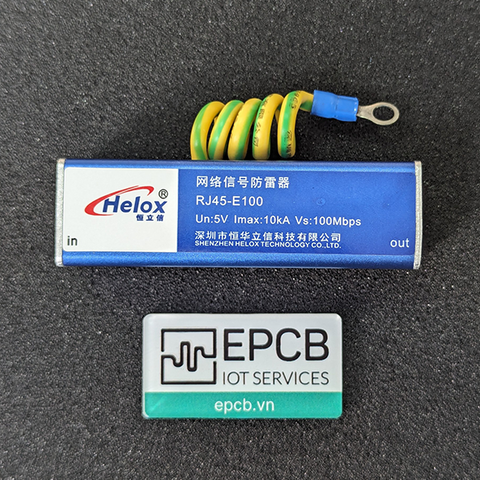 Helox®
恒立信
网络信号防雷器
RJ45-E100
Un:5V Imax:10kA Vs:100Mbps
深圳市恒华立信科技有限公司
SHENZHEN HELOX TECHNOLOGY CO.,LTD.
in
out
EPCB
IOT SERVICES
epcb.vn